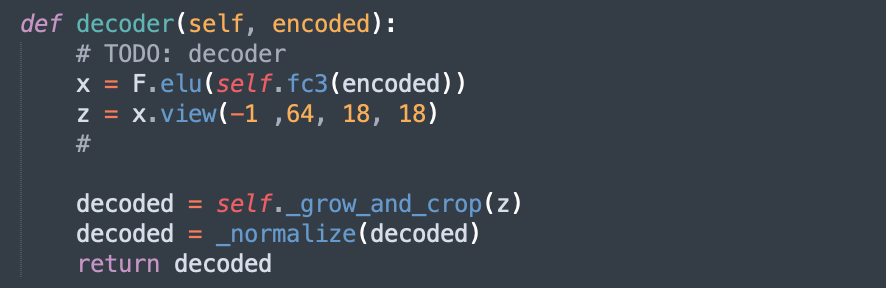 def decoder(self, encoded):
    # TODO: decoder
    x = F.elu(self.fc3(encoded))
    z = x.view(-1 ,64, 18, 18)
    #

    decoded = self._grow_and_crop(z)
    decoded = _normalize(decoded)
    return decoded